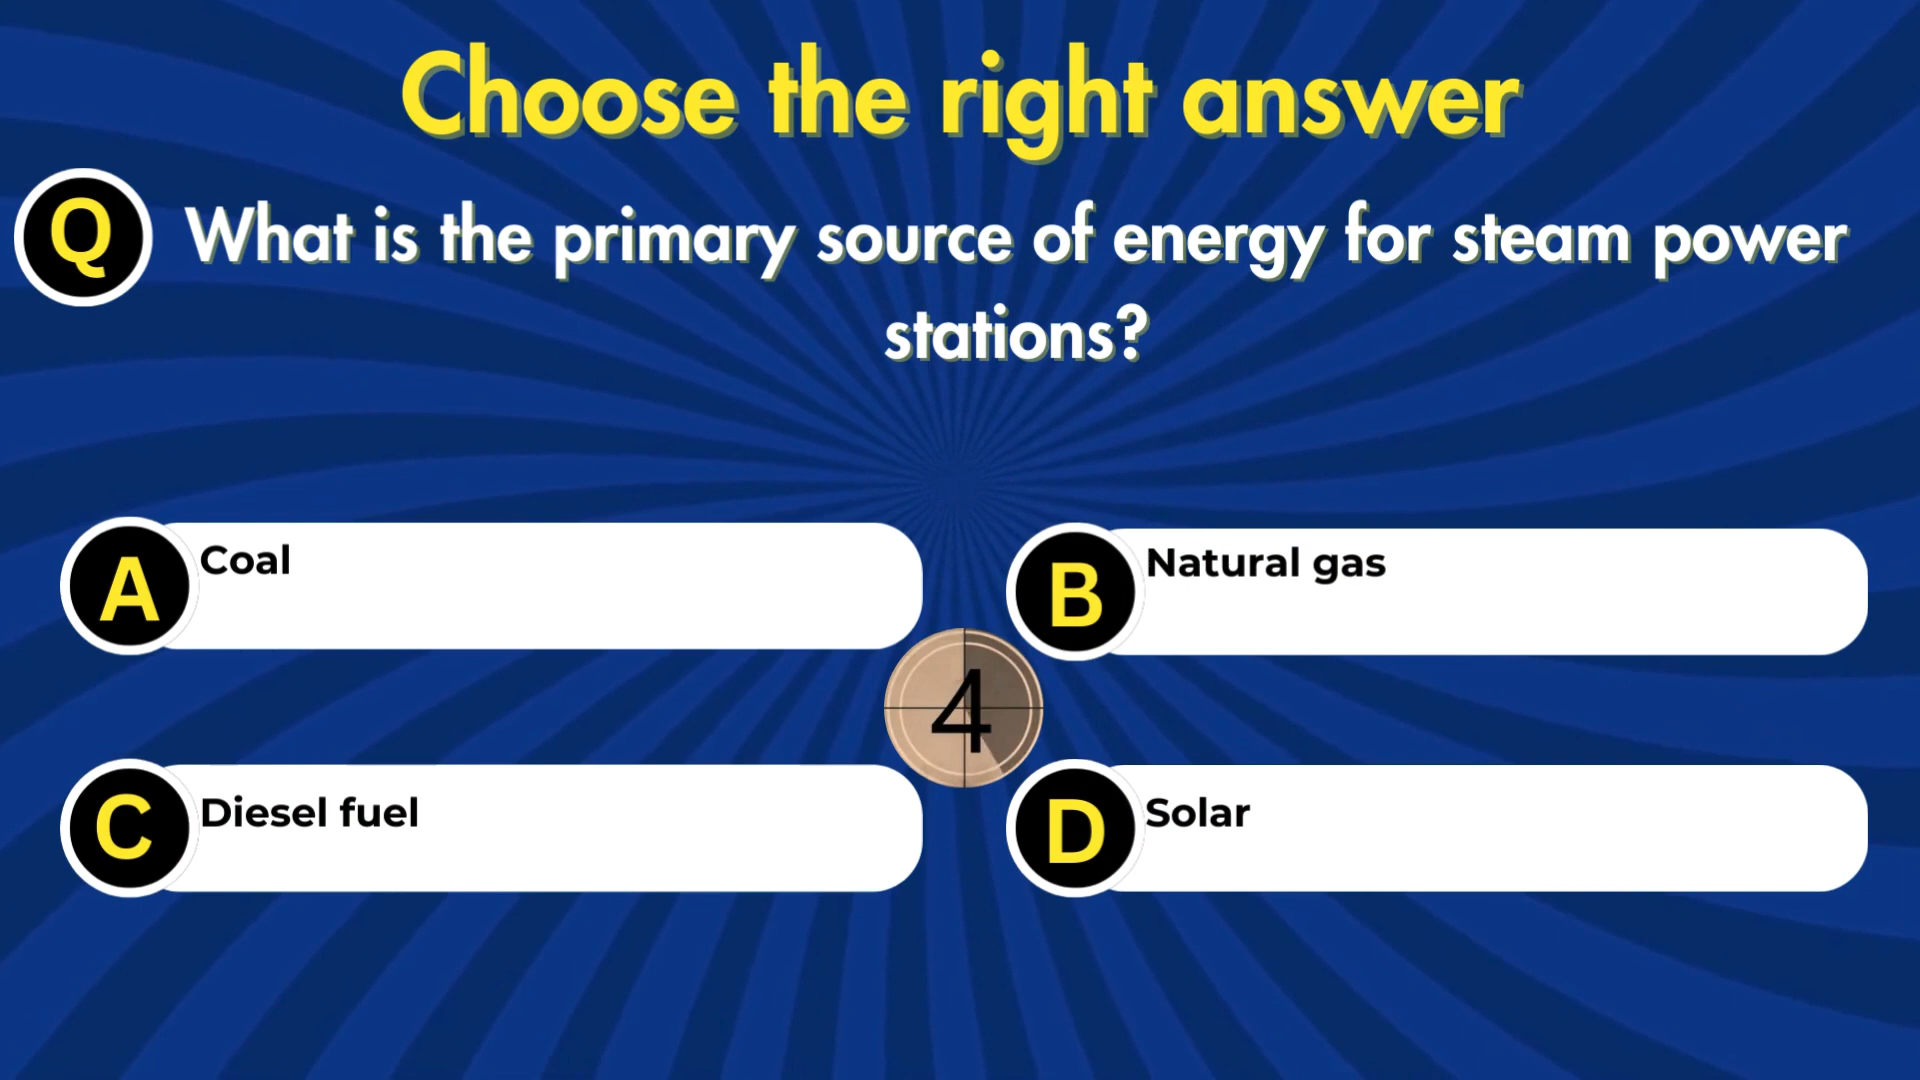 Choose the right answer
Q What is the primary source of energy for steam power
stations?
A Coal
B Natural gas
4
C Diesel fuel
D Solar